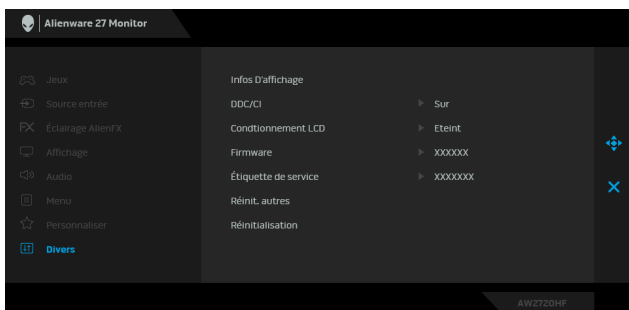 Alienware 27 Monitor
Jeux
Source entrée
FX Éclairage AlienFX
Affichage
Audio
Menu
Personnaliser
Divers
Infos D'affichage
DDC/CI Sur
Condtionnement LCD Eteint
Firmware XXXXXX
Étiquette de service XXXXXXX
Réinit. autres
Réinitialisation
AW2720HF